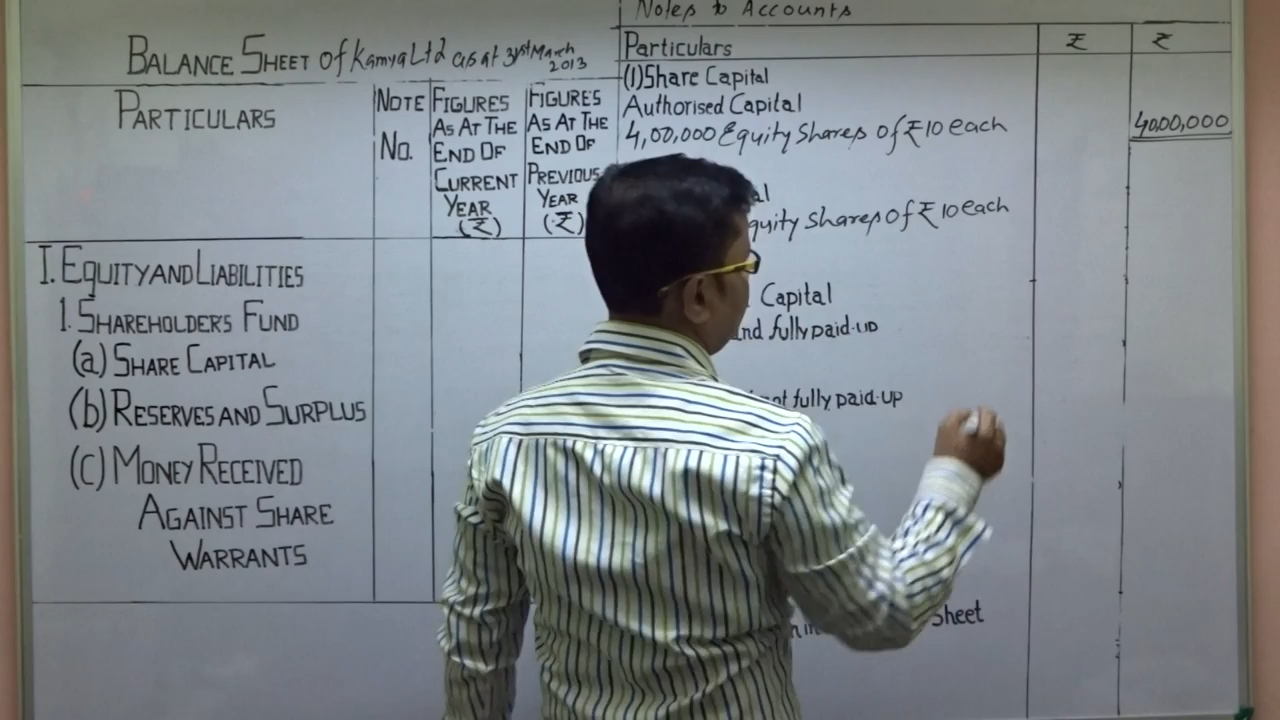 BALANCE SHEET of Kamya Ltd as at 31st March 2013
PARTICULARS
NOTE NO.
FIGURES AS AT THE END OF CURRENT YEAR (₹)
FIGURES AS AT THE END OF PREVIOUS YEAR (₹)
I. EQUITY AND LIABILITIES
1. SHAREHOLDERS FUND
(a) SHARE CAPITAL
(b) RESERVES AND SURPLUS
(C) MONEY RECEIVED
AGAINST SHARE
WARRANTS
Notes to Accounts
Particulars ₹ ₹
(1) Share Capital
Authorised Capital
4,00,000 Equity Shares of ₹10 each 40,00,000
quity Shares of ₹10 each
Capital
nd fully paid-up
ot fully paid-up
Sheet